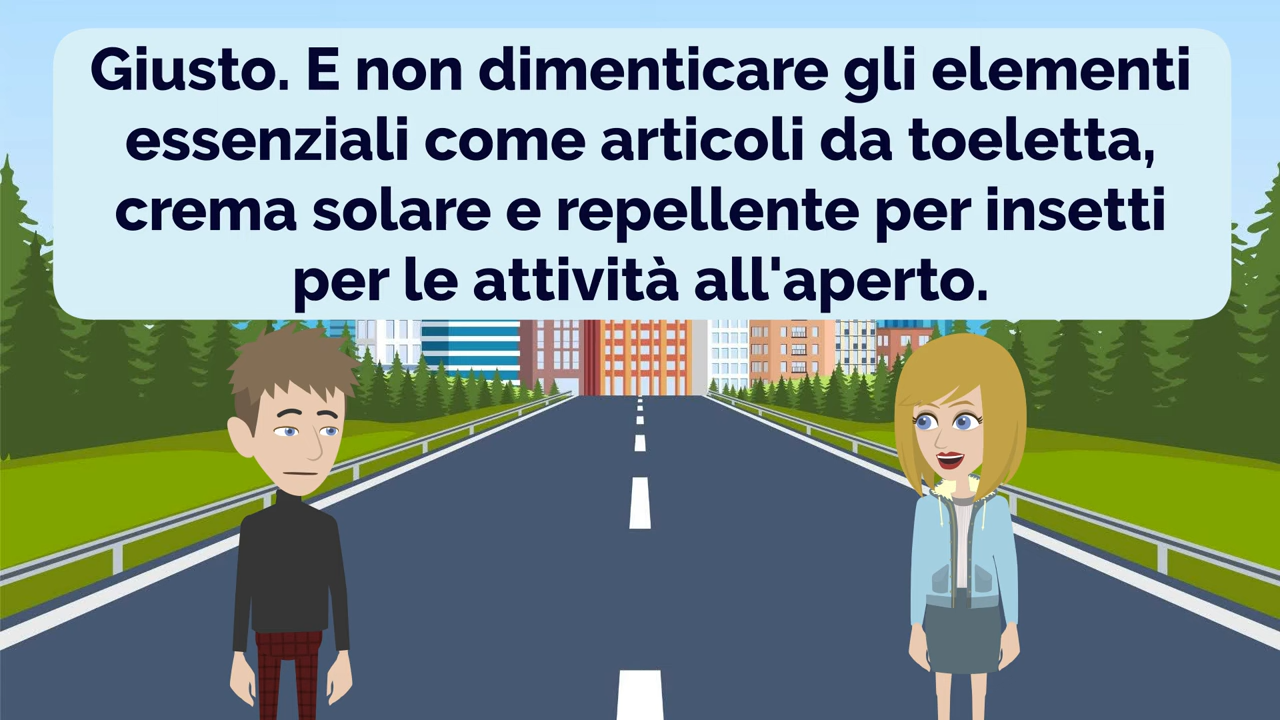 Giusto. E non dimenticare gli elementi
essenziali come articoli da toeletta,
crema solare e repellente per insetti
per le attività all'aperto.